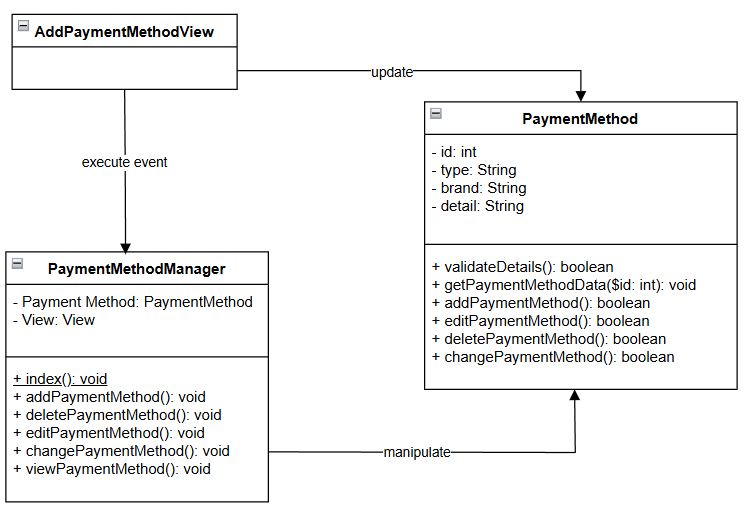 AddPaymentMethodView
update
execute event
PaymentMethod
- id: int
- type: String
- brand: String
- detail: String
+ validateDetails(): boolean
+ getPaymentMethodData($id: int): void
+ addPaymentMethod(): boolean
+ editPaymentMethod(): boolean
+ deletePaymentMethod(): boolean
+ changePaymentMethod(): boolean
PaymentMethodManager
- Payment Method: PaymentMethod
- View: View
+ index(): void
+ addPaymentMethod(): void
+ deletePaymentMethod(): void
+ editPaymentMethod(): void
+ changePaymentMethod(): void
+ viewPaymentMethod(): void
manipulate